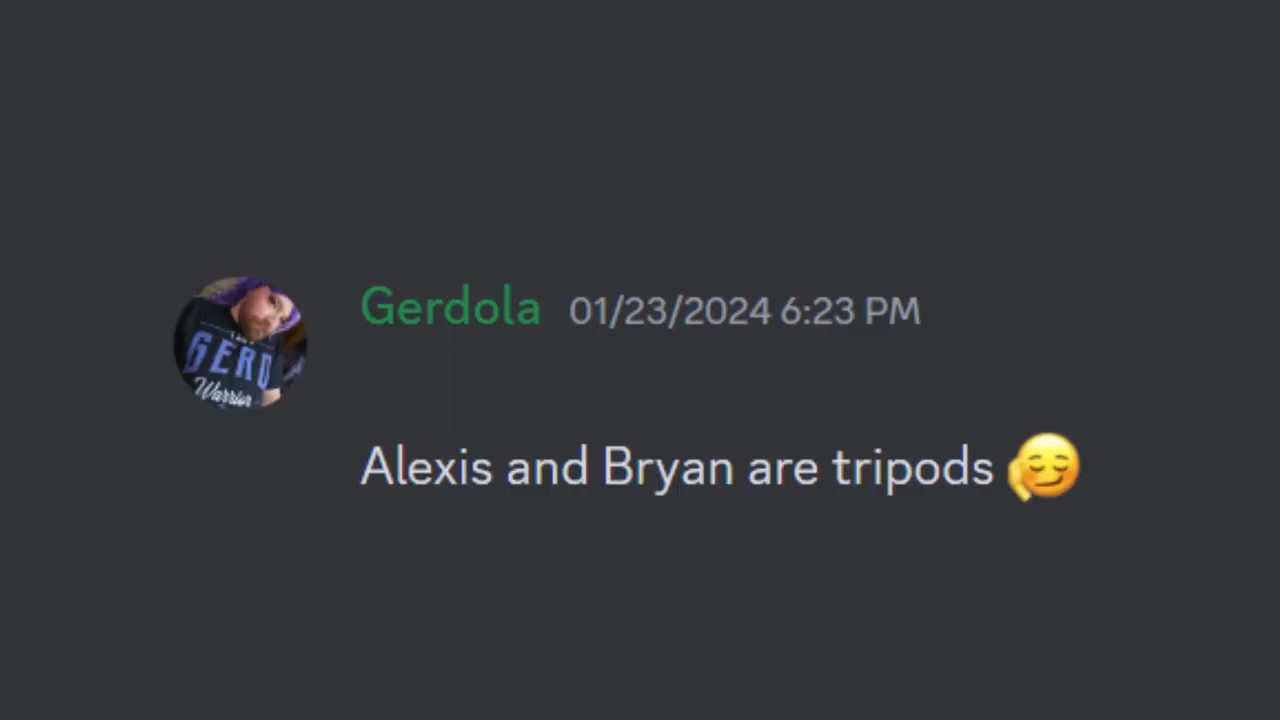 Gerdola 01/23/2024 6:23 PM
GERD
Warrior
Alexis and Bryan are tripods